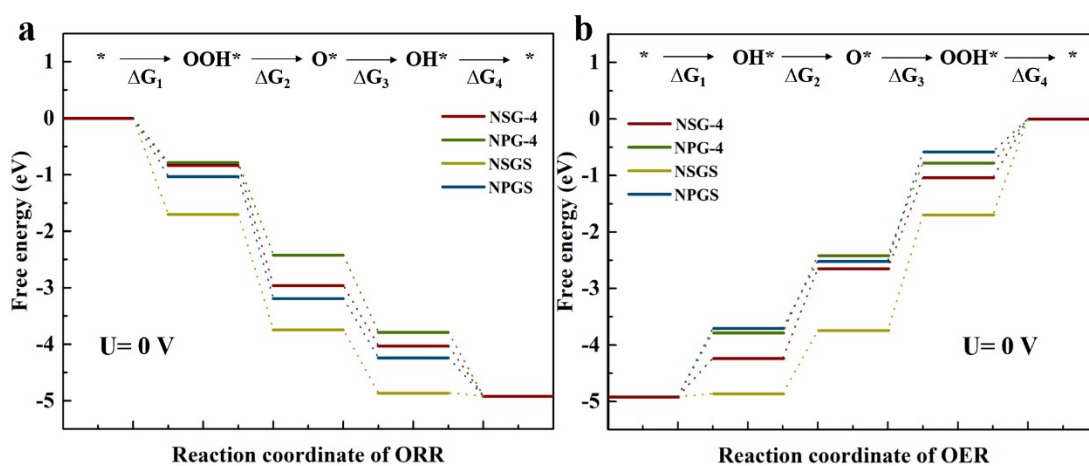 a
* → OOH* → O* → OH* → *
ΔG₁ ΔG₂ ΔG₃ ΔG₄
1
0
-1
-2
-3
-4
-5
Free energy (eV)
NSG-4
NPG-4
NSGS
NPGS
U= 0 V
Reaction coordinate of ORR
b
* → OH* → O* → OOH* → *
ΔG₁ ΔG₂ ΔG₃ ΔG₄
1
0
-1
-2
-3
-4
-5
Free energy (eV)
NSG-4
NPG-4
NSGS
NPGS
U= 0 V
Reaction coordinate of OER